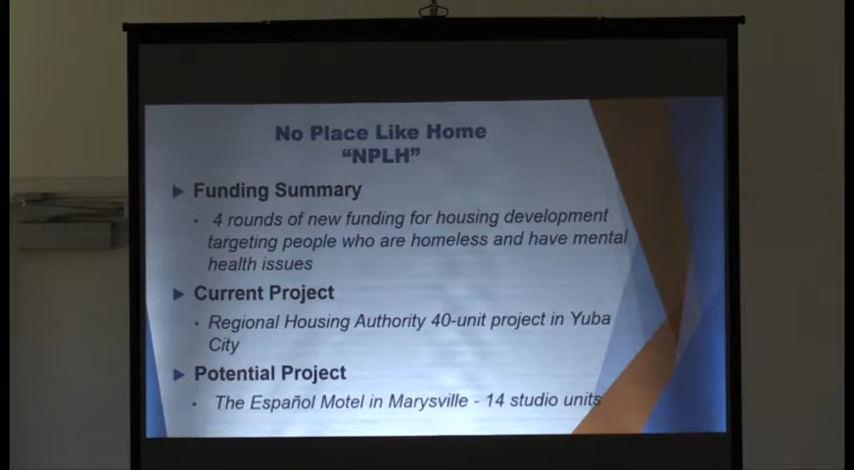 No Place Like Home
“NPLH”
Funding Summary
4 rounds of new funding for housing development
targeting people who are homeless and have mental
health issues
Current Project
Regional Housing Authority 40-unit project in Yuba
City
Potential Project
The Español Motel in Marysville - 14 studio units